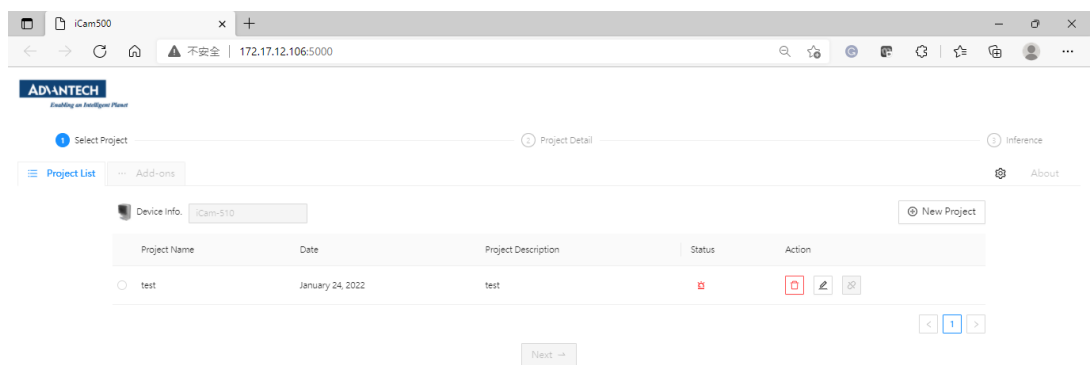 iCam500
不安全 172.17.12.106:5000
ADVANTECH
Enabling an Intelligent Planet
1 Select Project 2 Project Detail 3 Inference
Project List Add-ons About
Device Info. iCam-510 New Project
Project Name Date Project Description Status Action
test January 24, 2022 test
< 1 >
Next →